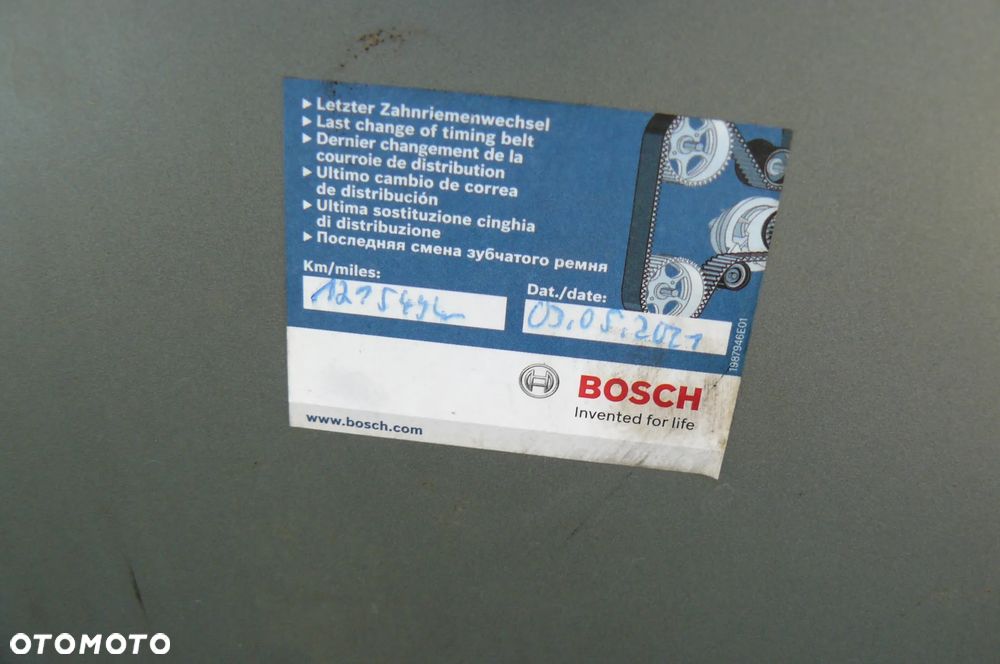 ▸ Letzter Zahnriemenwechsel
▸ Last change of timing belt
▸ Dernier changement de la
courroie de distribution
▸ Ultimo cambio de correa
de distribución
▸ Ultima sostituzione cinghia
di distribuzione
▸ Последняя смена зубчатого ремня
Km/miles:
Dat./date:
03.05.2021
1987946E01
BOSCH
Invented for life
www.bosch.com
OTOMOTO